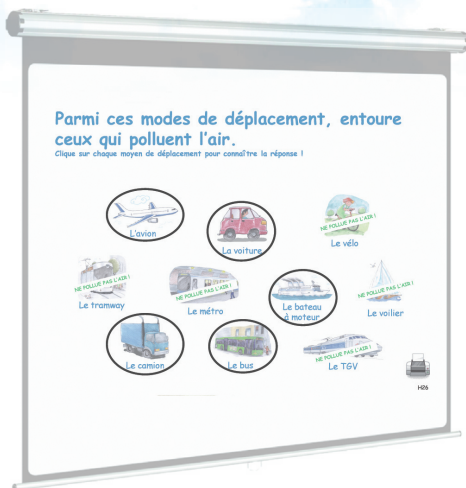 Parmi ces modes de déplacement, entoure
ceux qui polluent l'air.
Clique sur chaque moyen de déplacement pour connaître la réponse !
L'avion
La voiture
NE POLLUE PAS L'AIR !
Le vélo
NE POLLUE PAS L'AIR !
Le tramway
NE POLLUE PAS L'AIR !
Le métro
Le bateau
à moteur
NE POLLUE PAS L'AIR !
Le voilier
Le camion
Le bus
NE POLLUE PAS L'AIR !
Le TGV
H26